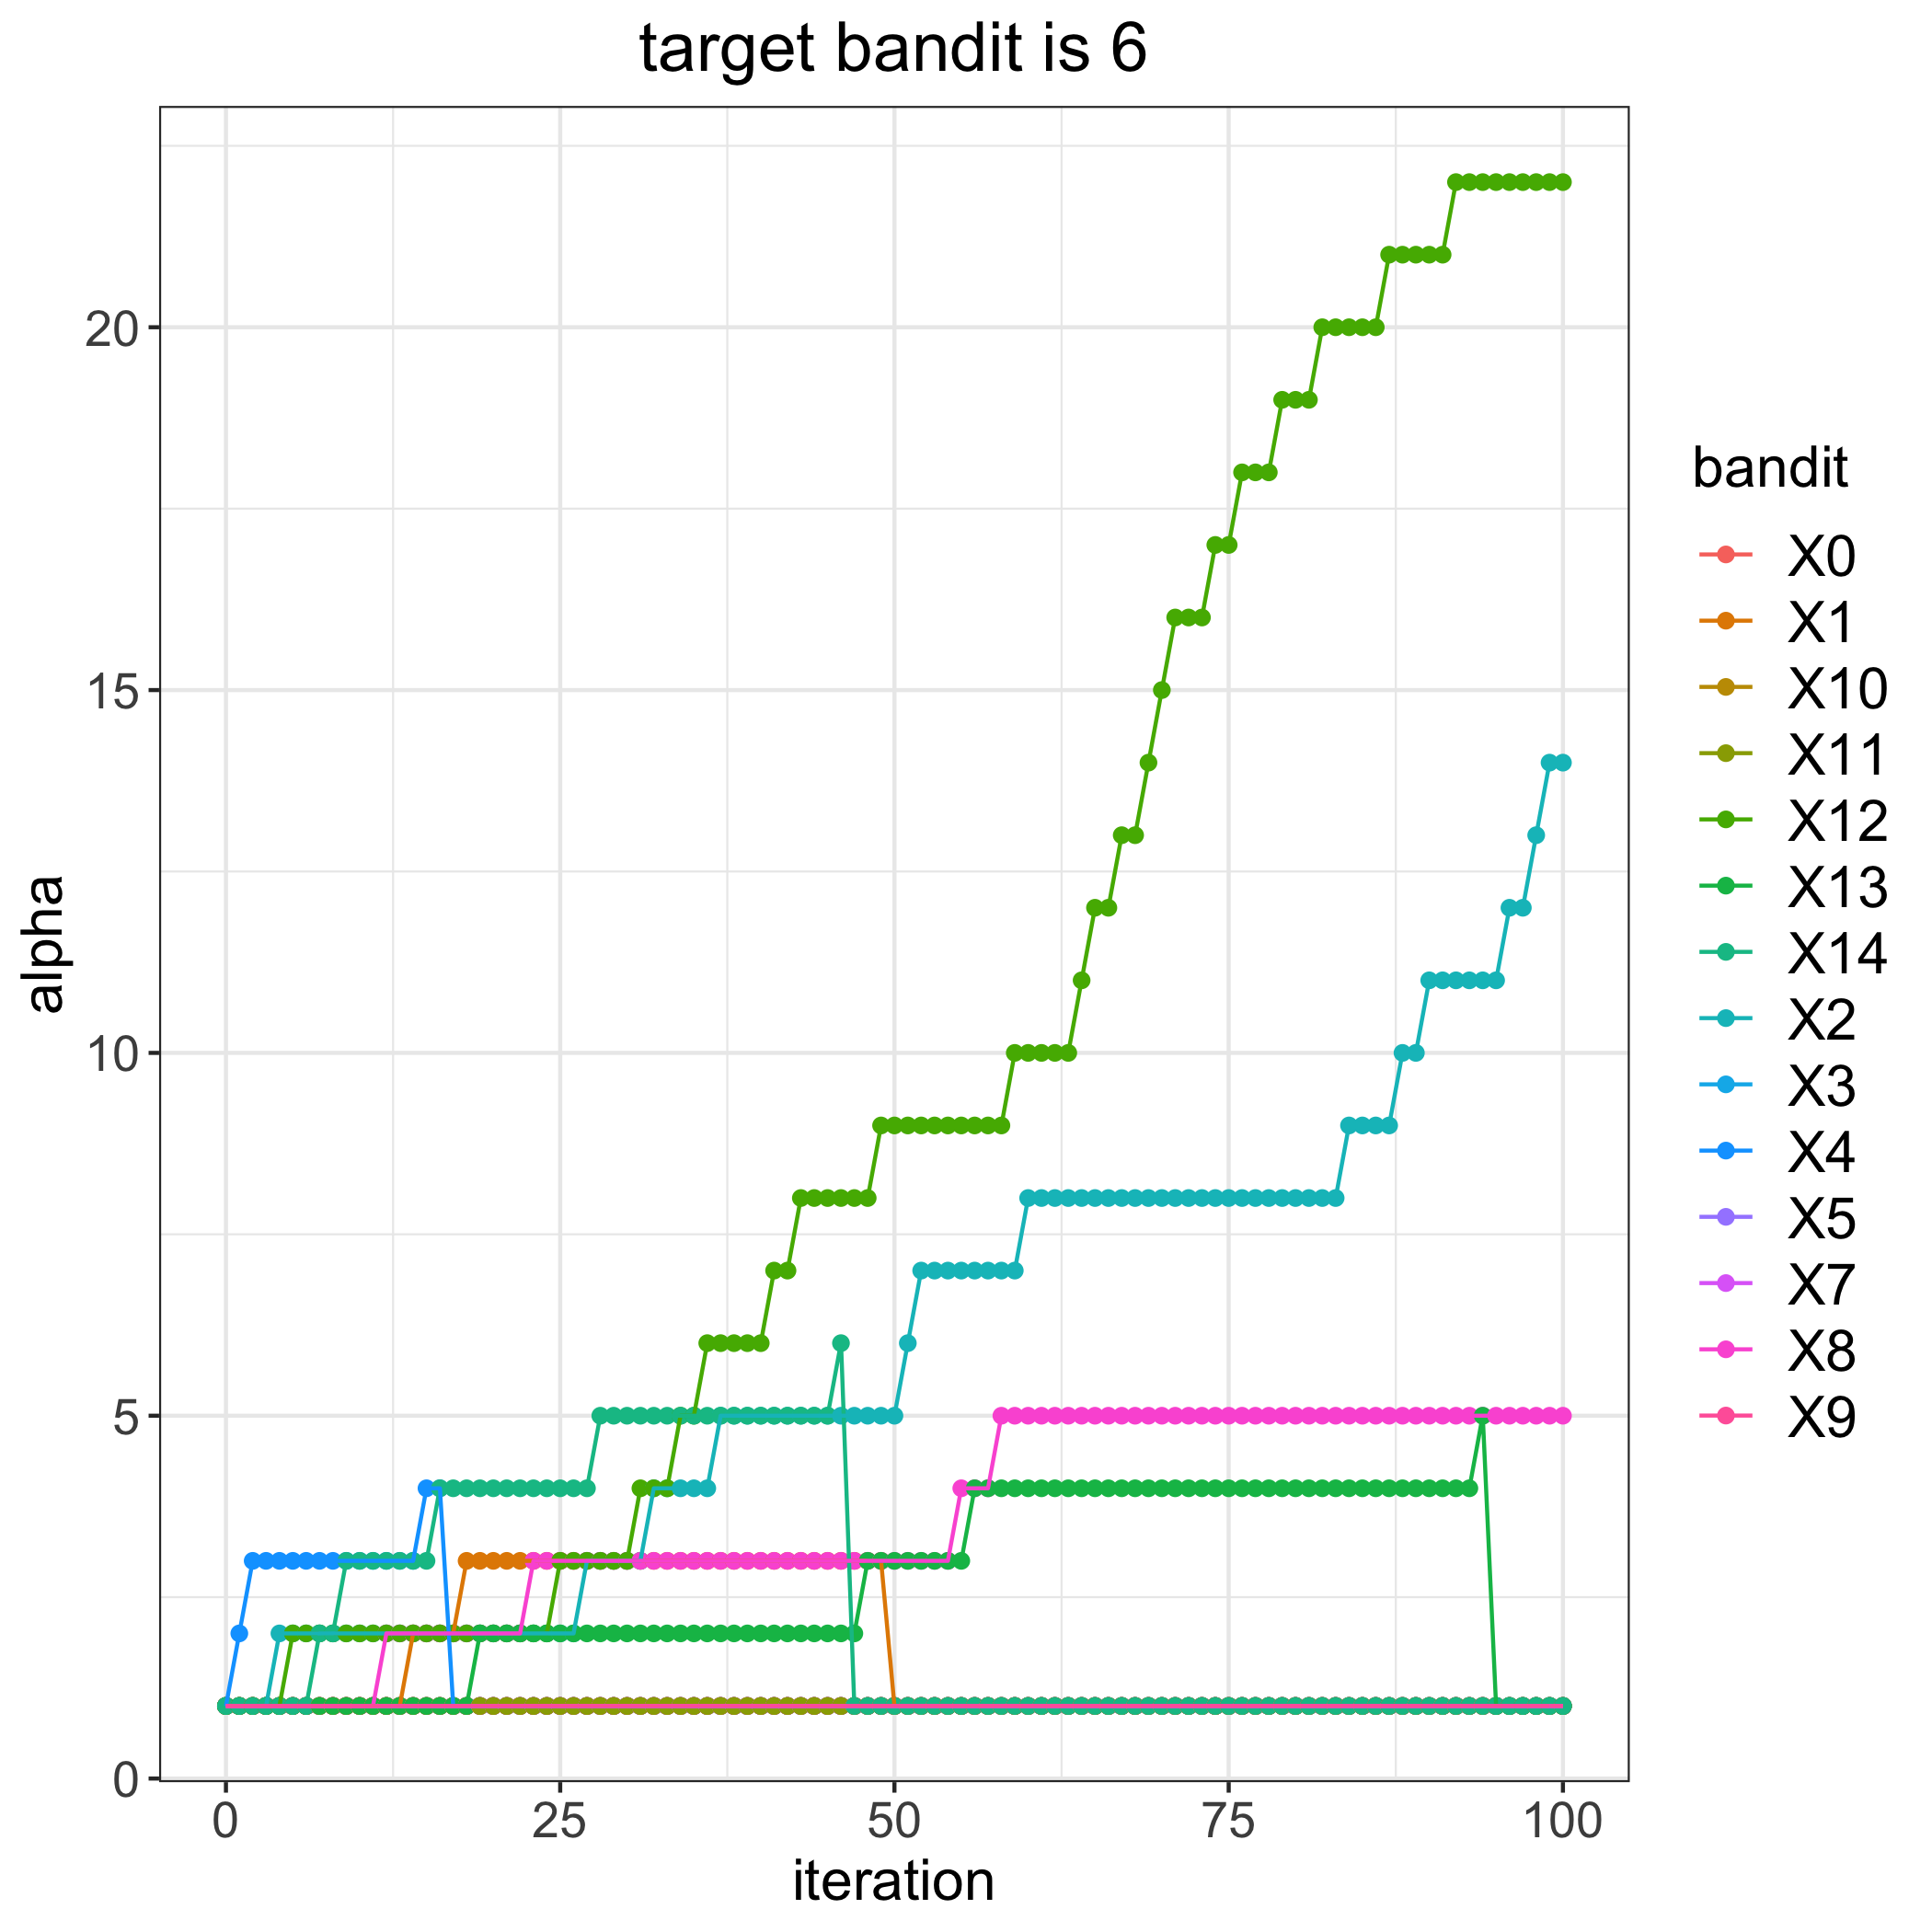 target bandit is 6
20
15
10
5
0
alpha
0 25 50 75 100
iteration
bandit
X0
X1
X10
X11
X12
X13
X14
X2
X3
X4
X5
X7
X8
X9